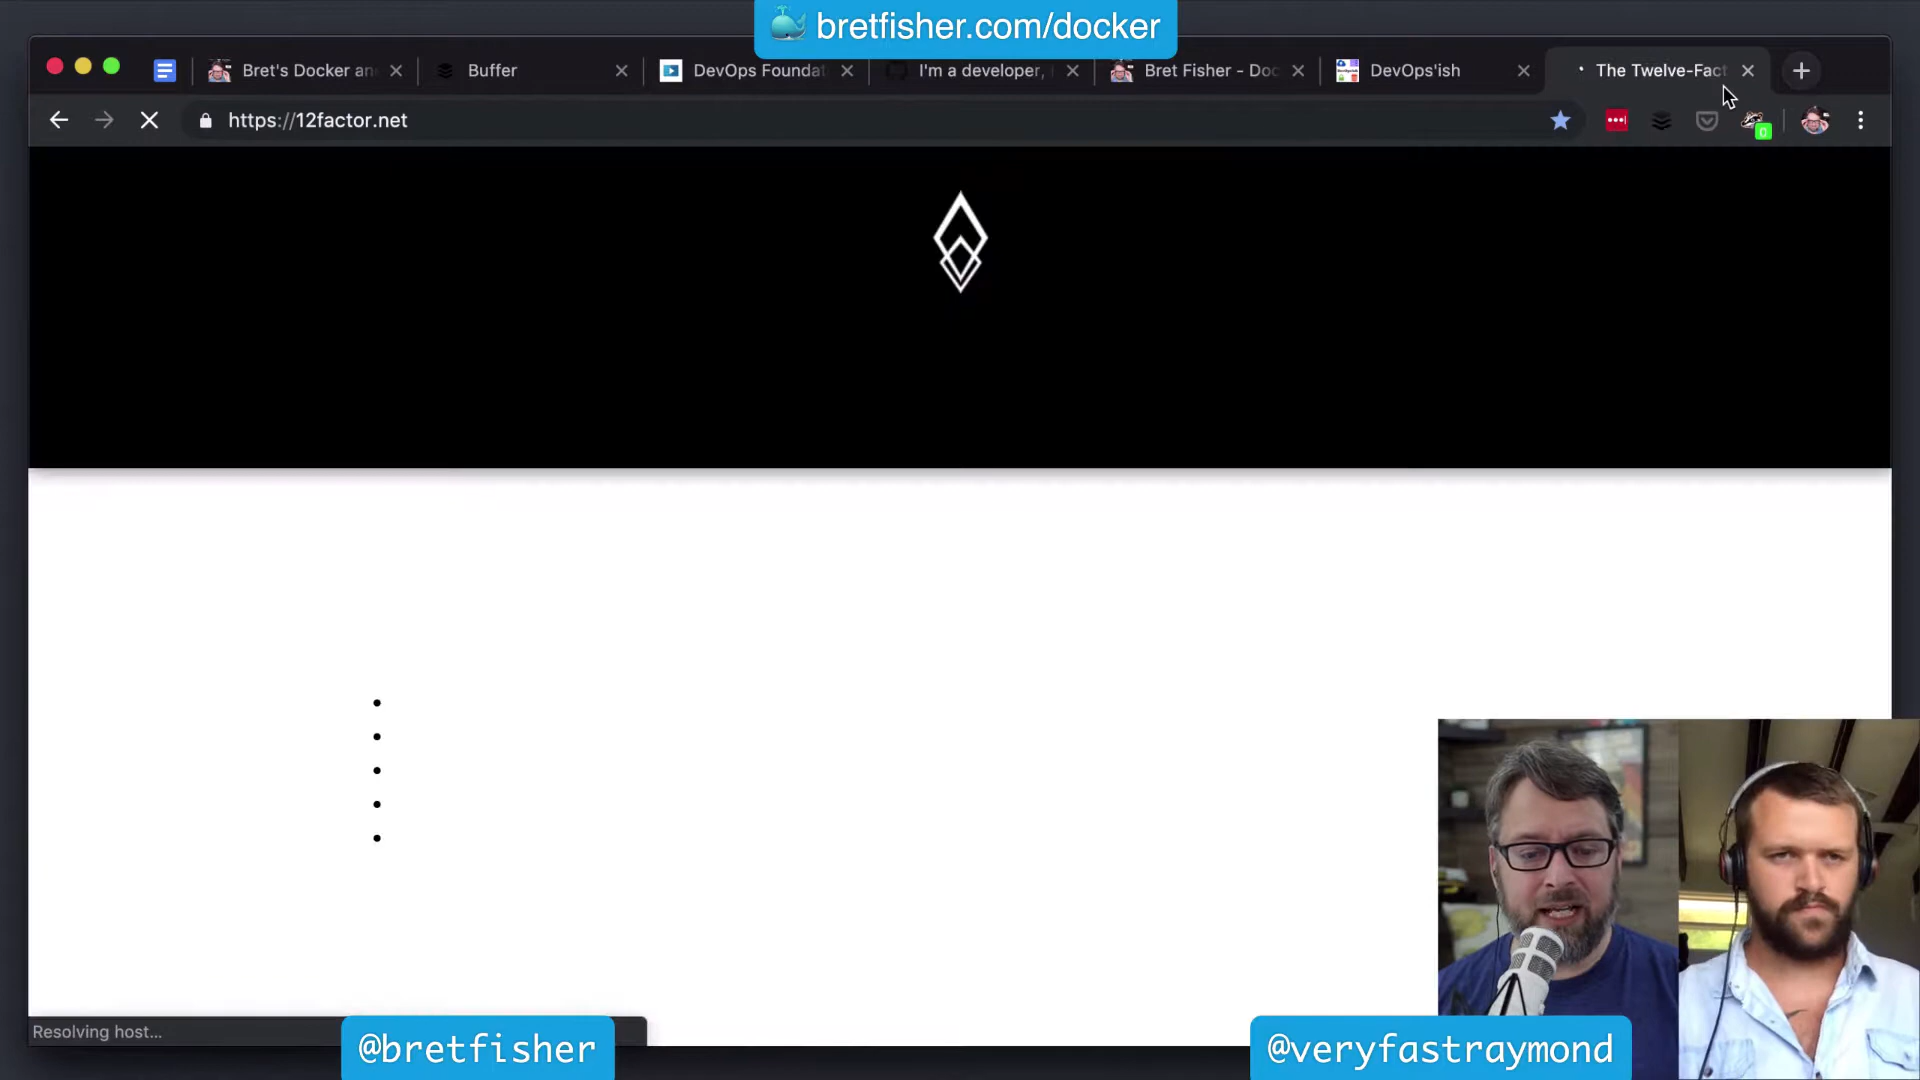 bretfisher.com/docker
Bret's Docker an
Buffer
DevOps Foundat
I'm a developer,
Bret Fisher - Doc
DevOps'ish
The Twelve-Fact
https://12factor.net
0
Resolving host...
@bretfisher
@veryfastraymond